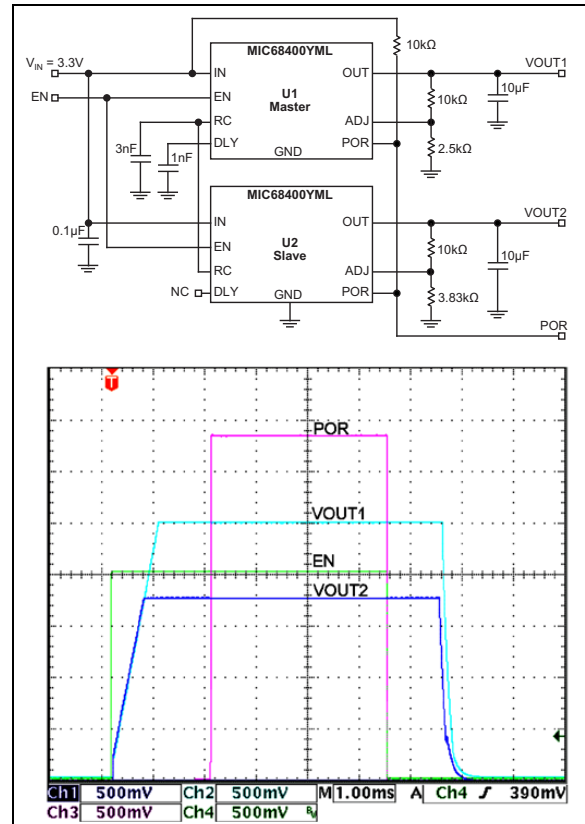 MIC68400YML
10kΩ
VIN = 3.3V
IN
OUT
VOUT1
EN
EN
U1
Master
10kΩ
10µF
RC
ADJ
3nF
DLY
POR
2.5kΩ
1nF
GND
MIC68400YML
IN
OUT
VOUT2
0.1µF
EN
U2
Slave
10kΩ
10µF
RC
ADJ
NC
DLY
GND
POR
3.83kΩ
POR
T
POR
VOUT1
EN
VOUT2
Ch1 500mV Ch2 500mV M 1.00ms A Ch4 ∫ 390mV
Ch3 500mV Ch4 500mV BW